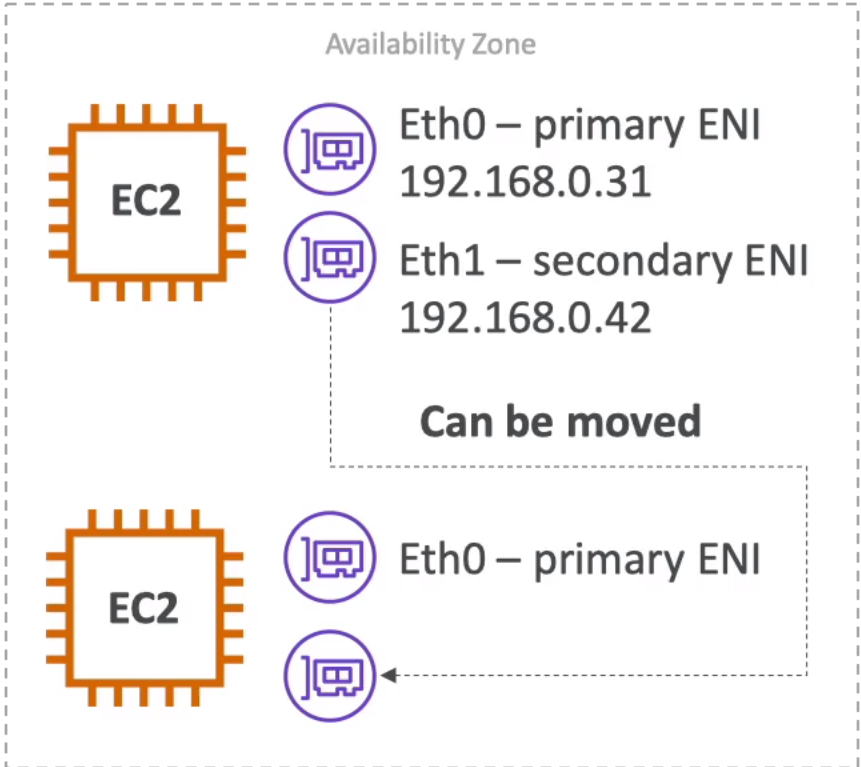 Availability Zone
EC2
Eth0 – primary ENI
192.168.0.31
Eth1 – secondary ENI
192.168.0.42
Can be moved
EC2
Eth0 – primary ENI